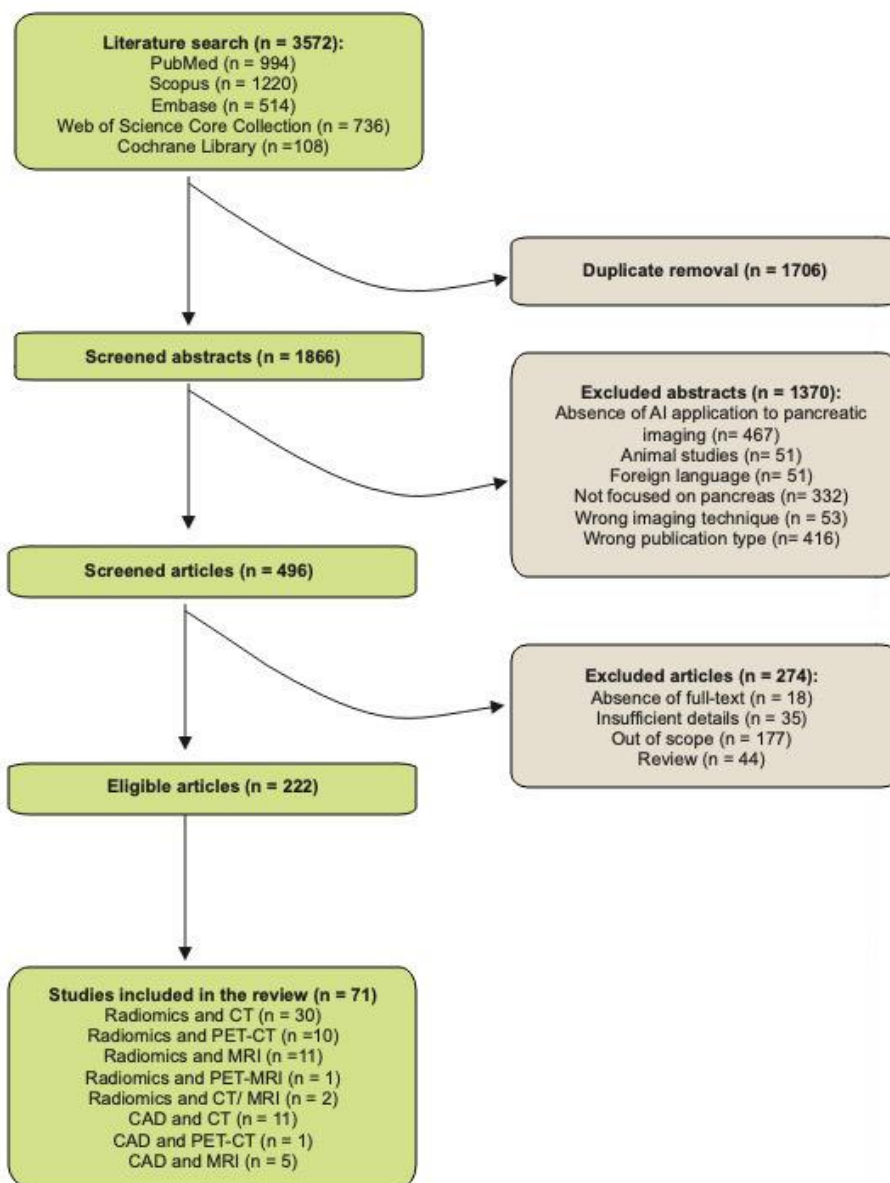 Literature search (n = 3572):
PubMed (n = 994)
Scopus (n = 1220)
Embase (n = 514)
Web of Science Core Collection (n = 736)
Cochrane Library (n =108)
Duplicate removal (n = 1706)
Screened abstracts (n = 1866)
Excluded abstracts (n = 1370):
Absence of AI application to pancreatic
imaging (n= 467)
Animal studies (n= 51)
Foreign language (n= 51)
Not focused on pancreas (n= 332)
Wrong imaging technique (n = 53)
Wrong publication type (n= 416)
Screened articles (n = 496)
Excluded articles (n = 274):
Absence of full-text (n = 18)
Insufficient details (n = 35)
Out of scope (n = 177)
Review (n = 44)
Eligible articles (n = 222)
Studies included in the review (n = 71)
Radiomics and CT (n = 30)
Radiomics and PET-CT (n =10)
Radiomics and MRI (n =11)
Radiomics and PET-MRI (n = 1)
Radiomics and CT/ MRI (n = 2)
CAD and CT (n = 11)
CAD and PET-CT (n = 1)
CAD and MRI (n = 5)